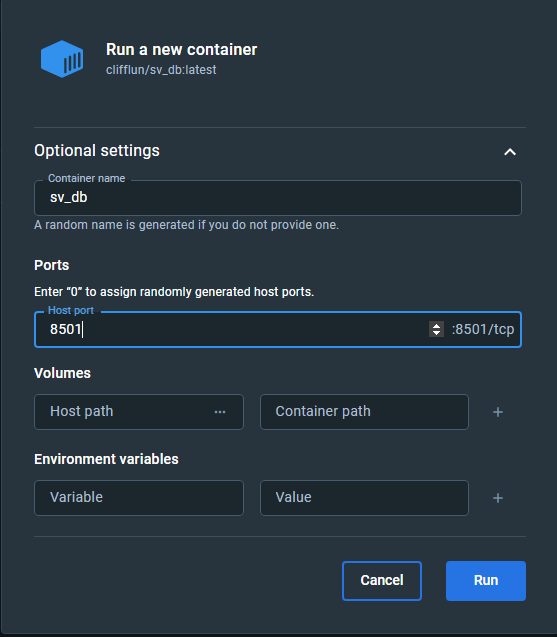 Run a new container
clifflun/sv_db:latest
Optional settings
Container name
sv_db
A random name is generated if you do not provide one.
Ports
Enter “0” to assign randomly generated host ports.
Host port
8501 :8501/tcp
Volumes
Host path ··· Container path +
Environment variables
Variable Value +
Cancel Run